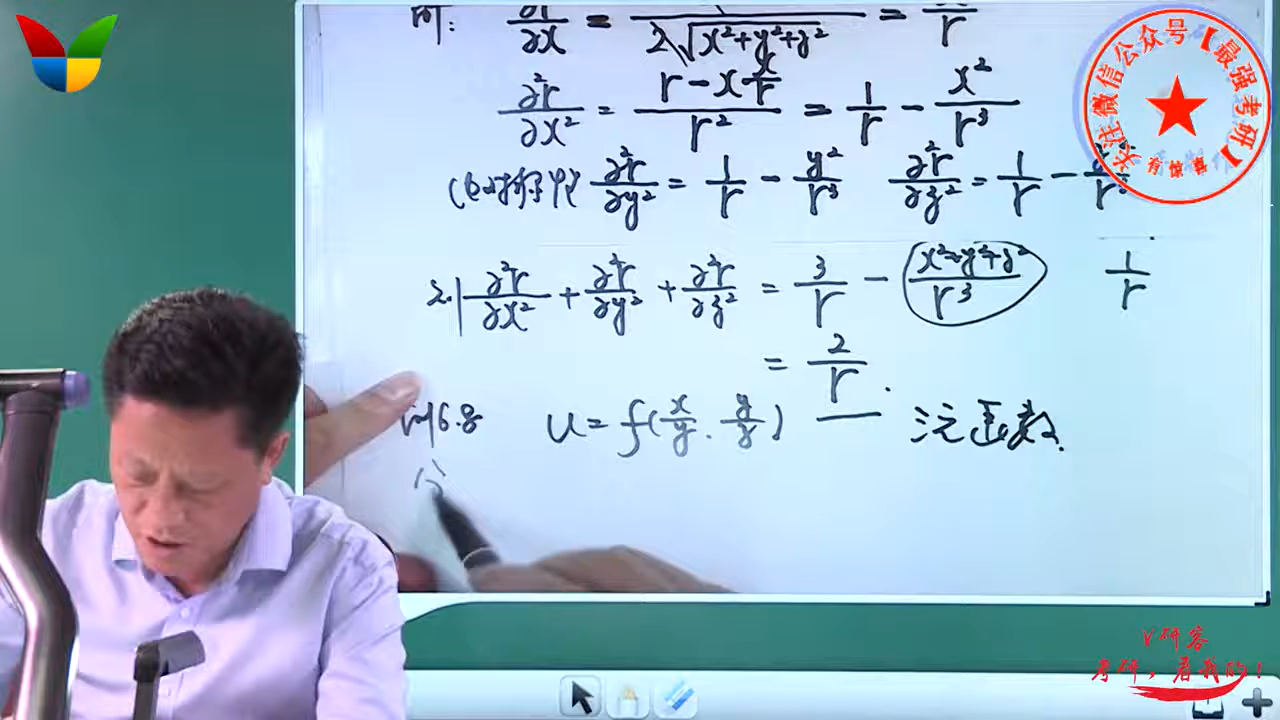 ∂r/∂x = x/(2√(x²+y²+z²)) = x/r
∂²r/∂x² = (r - x·x/r)/r² = 1/r - x²/r³
∂²r/∂y² = 1/r - y²/r³ ∂²r/∂z² = 1/r - z²/r³
∂²r/∂x² + ∂²r/∂y² + ∂²r/∂z² = 3/r - (x²+y²+z²)/r³ 1/r
= 2/r.
例6.8 u = f(x/y, y/z) — 泛函数.
关注微信公众号【最强考研】
有惊喜
V研客
考研，看我的！